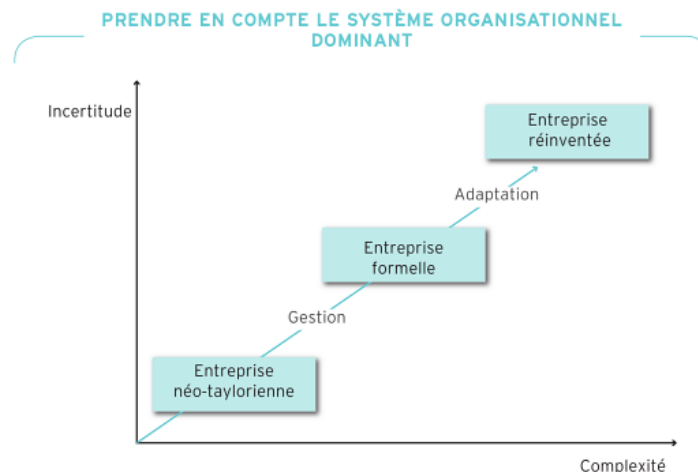 PRENDRE EN COMPTE LE SYSTÈME ORGANISATIONNEL
DOMINANT
Incertitude
Entreprise
réinventée
Adaptation
Entreprise
formelle
Gestion
Entreprise
néo-taylorienne
Complexité